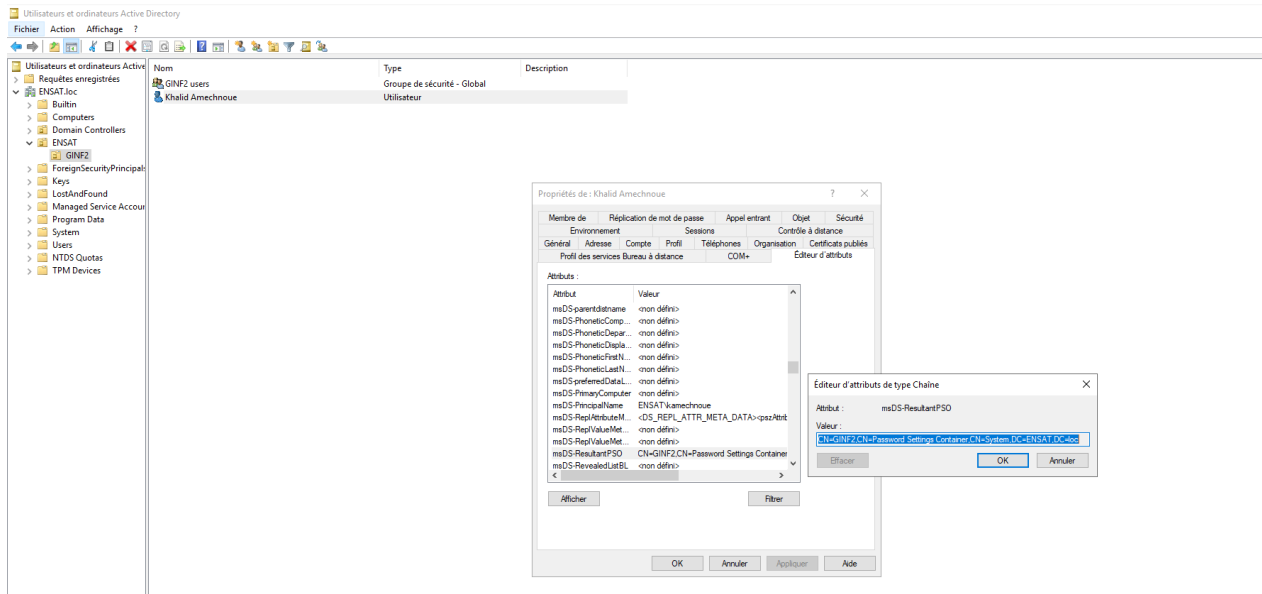 Utilisateurs et ordinateurs Active Directory
Fichier Action Affichage ?
Utilisateurs et ordinateurs Active
Requêtes enregistrées
ENSAT.loc
Builtin
Computers
Domain Controllers
ENSAT
GINF2
ForeignSecurityPrincipals
Keys
LostAndFound
Managed Service Accour
Program Data
System
Users
NTDS Quotas
TPM Devices
Nom Type Description
GINF2 users Groupe de sécurité - Global
Khalid Amechnoue Utilisateur
Propriétés de : Khalid Amechnoue ? ×
Membre de Réplication de mot de passe Appel entrant Objet Sécurité
Environnement Sessions Contrôle à distance
Général Adresse Compte Profil Téléphones Organisation Certificats publiés
Profil des services Bureau à distance COM+ Éditeur d'attributs
Attributs :
Attribut Valeur
msDS-parentdistname <non défini>
msDS-PhoneticComp... <non défini>
msDS-PhoneticDepar... <non défini>
msDS-PhoneticDispla... <non défini>
msDS-PhoneticFirstN... <non défini>
msDS-PhoneticLastN... <non défini>
msDS-preferredDataL... <non défini>
msDS-PrimaryComputer <non défini>
msDS-PrincipalName ENSAT\kamechnoue
msDS-ReplAttributeM... <DS_REPL_ATTR_META_DATA><pszAttrib
msDS-ReplValueMet... <non défini>
msDS-ReplValueMet... <non défini>
msDS-ResultantPSO CN=GINF2,CN=Password Settings Container
msDS-RevealedListBL <non défini>
Afficher Filtrer
OK Annuler Appliquer Aide
Éditeur d'attributs de type Chaîne
Attribut : msDS-ResultantPSO
Valeur :
CN=GINF2,CN=Password Settings Container,CN=System,DC=ENSAT,DC=loc
Effacer OK Annuler